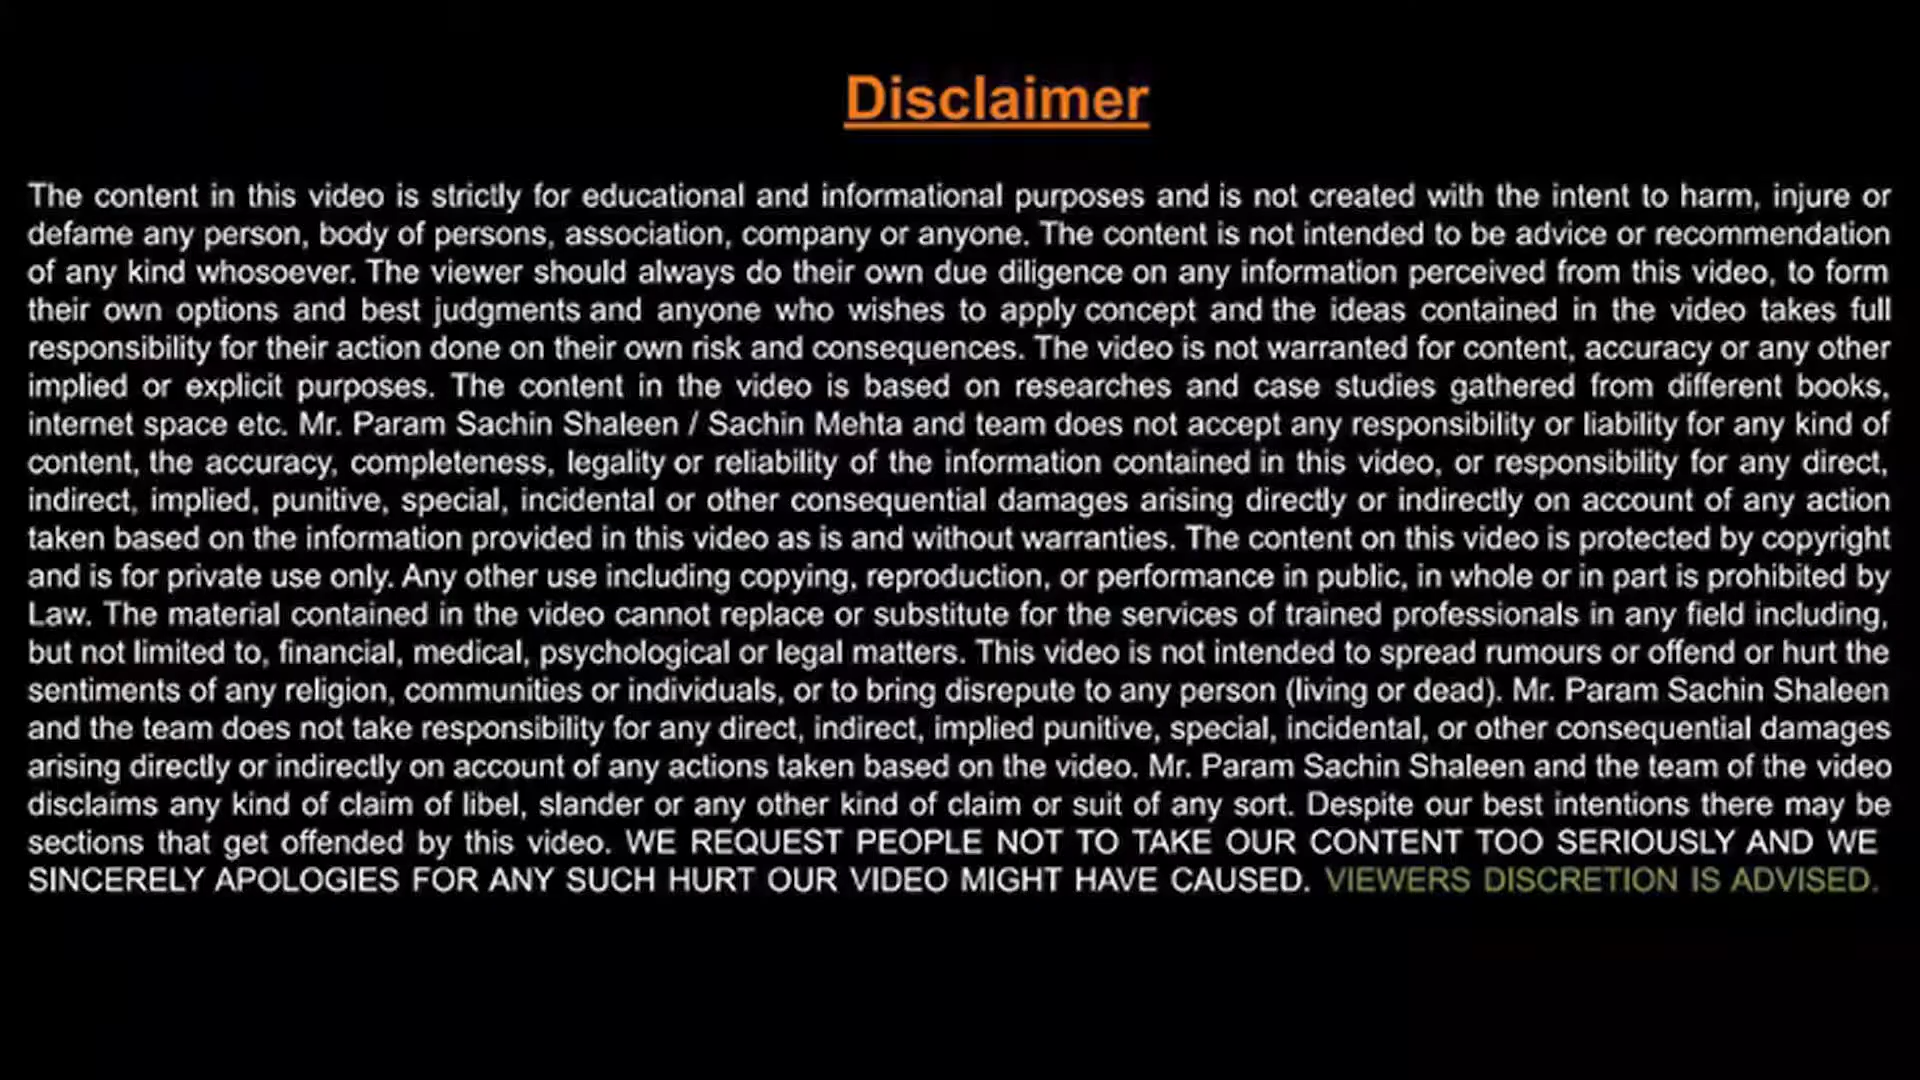 Disclaimer
The content in this video is strictly for educational and informational purposes and is not created with the intent to harm, injure or
defame any person, body of persons, association, company or anyone. The content is not intended to be advice or recommendation
of any kind whosoever. The viewer should always do their own due diligence on any information perceived from this video, to form
their own options and best judgments and anyone who wishes to apply concept and the ideas contained in the video takes full
responsibility for their action done on their own risk and consequences. The video is not warranted for content, accuracy or any other
implied or explicit purposes. The content in the video is based on researches and case studies gathered from different books,
internet space etc. Mr. Param Sachin Shaleen / Sachin Mehta and team does not accept any responsibility or liability for any kind of
content, the accuracy, completeness, legality or reliability of the information contained in this video, or responsibility for any direct,
indirect, implied, punitive, special, incidental or other consequential damages arising directly or indirectly on account of any action
taken based on the information provided in this video as is and without warranties. The content on this video is protected by copyright
and is for private use only. Any other use including copying, reproduction, or performance in public, in whole or in part is prohibited by
Law. The material contained in the video cannot replace or substitute for the services of trained professionals in any field including,
but not limited to, financial, medical, psychological or legal matters. This video is not intended to spread rumours or offend or hurt the
sentiments of any religion, communities or individuals, or to bring disrepute to any person (living or dead). Mr. Param Sachin Shaleen
and the team does not take responsibility for any direct, indirect, implied punitive, special, incidental, or other consequential damages
arising directly or indirectly on account of any actions taken based on the video. Mr. Param Sachin Shaleen and the team of the video
disclaims any kind of claim of libel, slander or any other kind of claim or suit of any sort. Despite our best intentions there may be
sections that get offended by this video. WE REQUEST PEOPLE NOT TO TAKE OUR CONTENT TOO SERIOUSLY AND WE
SINCERELY APOLOGIES FOR ANY SUCH HURT OUR VIDEO MIGHT HAVE CAUSED. VIEWERS DISCRETION IS ADVISED.